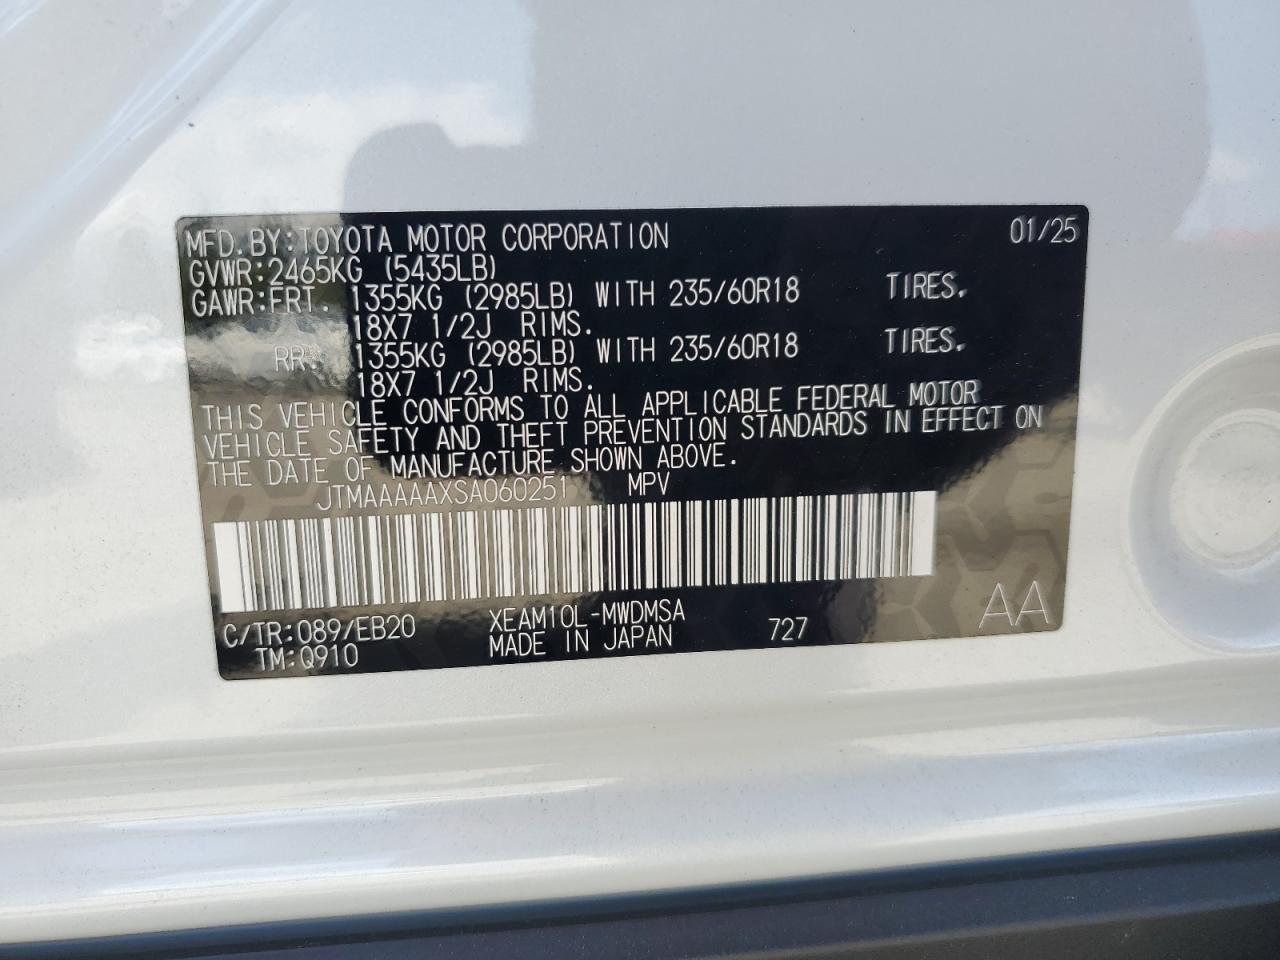 MFD. BY: TOYOTA MOTOR CORPORATION 01/25
GVWR: 2465KG (5435LB)
GAWR: FRT. 1355KG (2985LB) WITH 235/60R18 TIRES.
18X7 1/2J RIMS.
RR. 1355KG (2985LB) WITH 235/60R18 TIRES.
18X7 1/2J RIMS.
THIS VEHICLE CONFORMS TO ALL APPLICABLE FEDERAL MOTOR
VEHICLE SAFETY AND THEFT PREVENTION STANDARDS IN EFFECT ON
THE DATE OF MANUFACTURE SHOWN ABOVE.
JTMAAAAAXSA060251 MPV
C/TR: 089/EB20 XEAM10L-MWDMSA AA
TM: Q910 MADE IN JAPAN 727